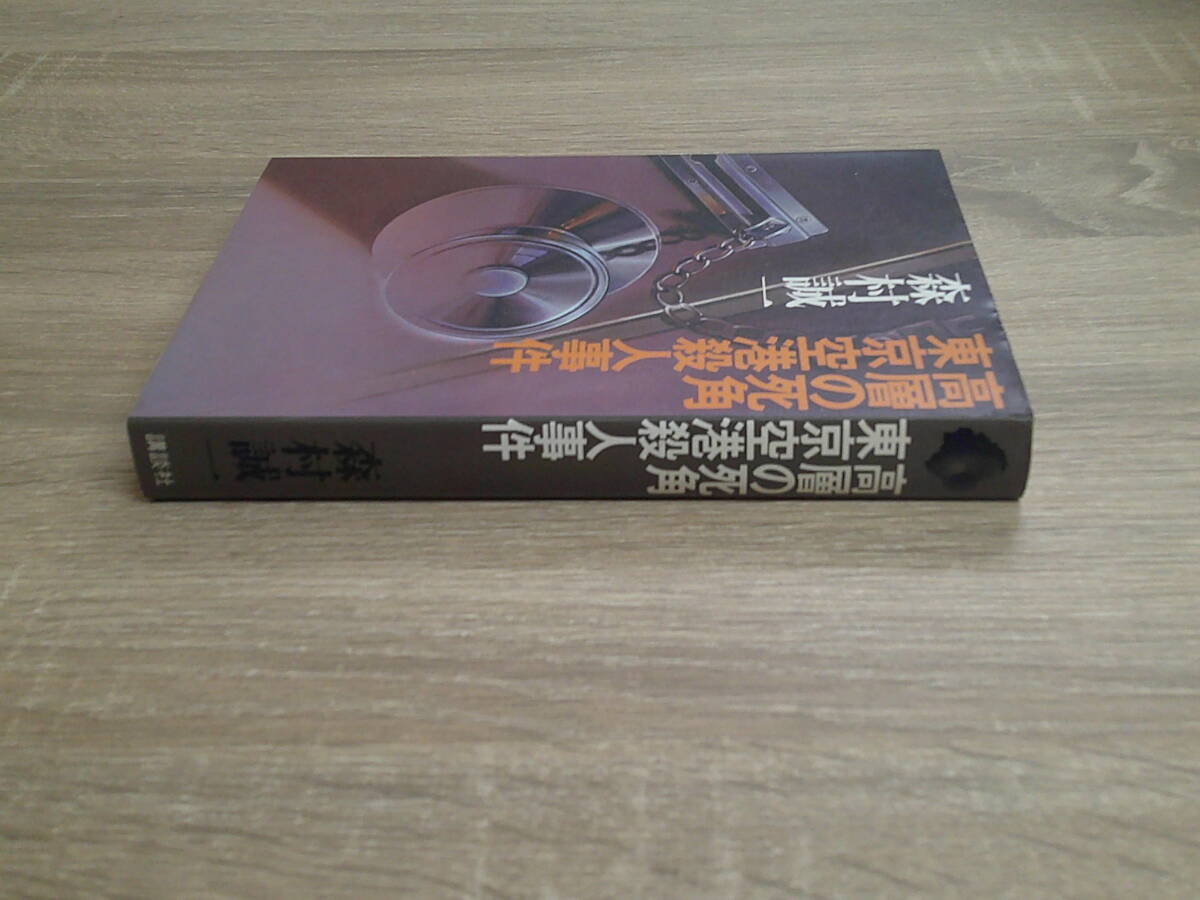 森村誠一
東京空港殺人事件
高層の死角
高層の死角
東京空港殺人事件
森村誠一
講談社